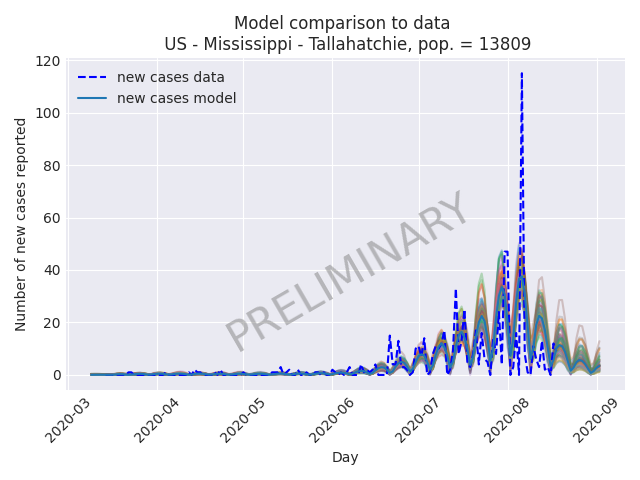 Model comparison to data
US - Mississippi - Tallahatchie, pop. = 13809
new cases data
new cases model
PRELIMINARY
Number of new cases reported
120
100
80
60
40
20
0
2020-03
2020-04
2020-05
2020-06
2020-07
2020-08
2020-09
Day